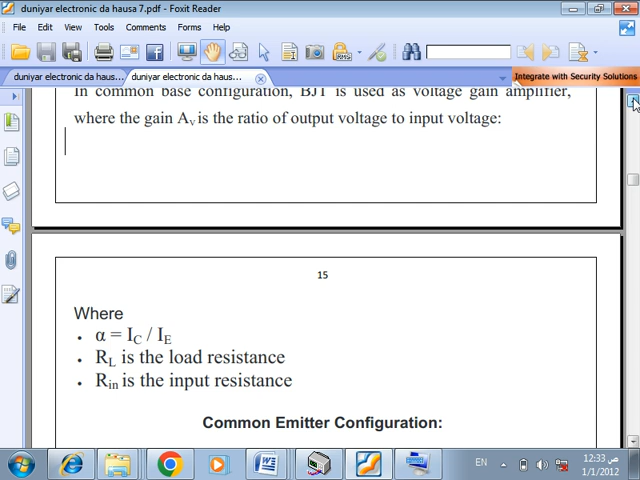 duniyar electronic da hausa 7.pdf - Foxit Reader
File Edit View Forms Tools Comments Help
duniyar electronic da haus... duniyar electronic da haus... Integrate with Security Solutions
In common base configuration, BJT is used as voltage gain amplifier,
where the gain Av is the ratio of output voltage to input voltage:
15
Where
• α = IC / IE
• RL is the load resistance
• Rin is the input resistance
Common Emitter Configuration:
EN 12:33 ص
1/1/2012